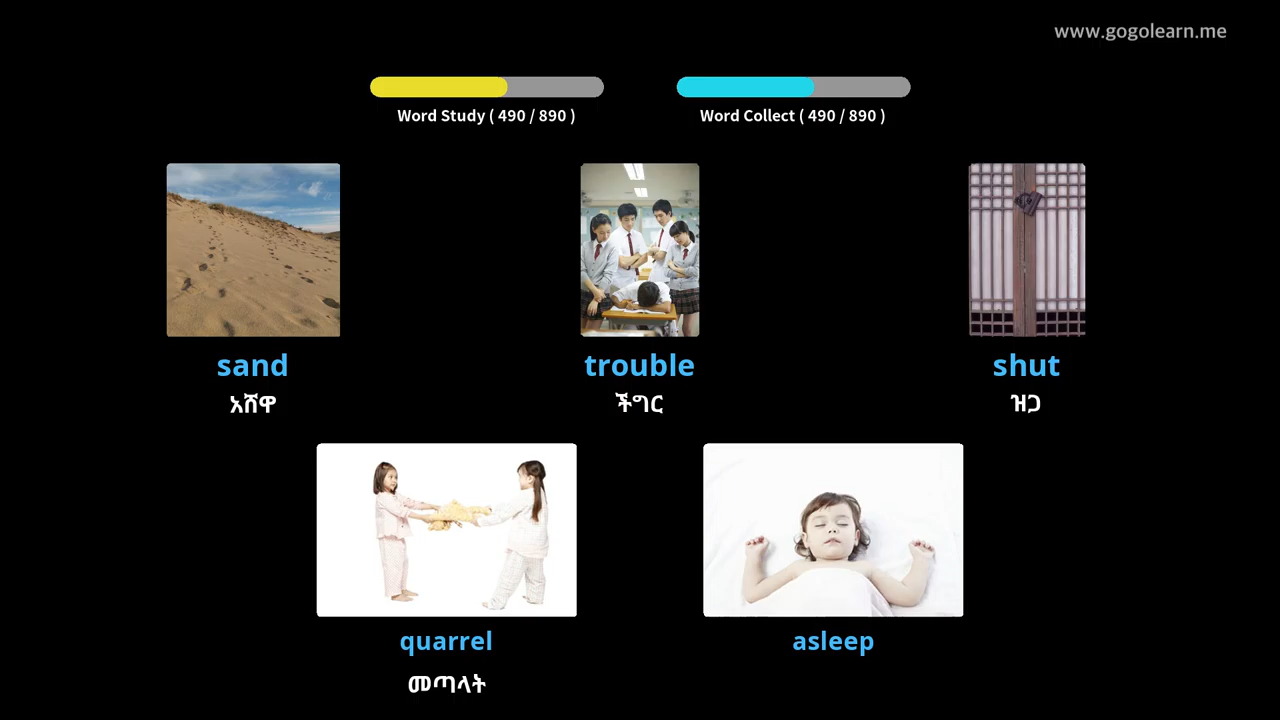 www.gogolearn.me
Word Study ( 490 / 890 )
Word Collect ( 490 / 890 )
sand
trouble
shut
አሸዋ
ችግር
ዝጋ
quarrel
asleep
መጣላት